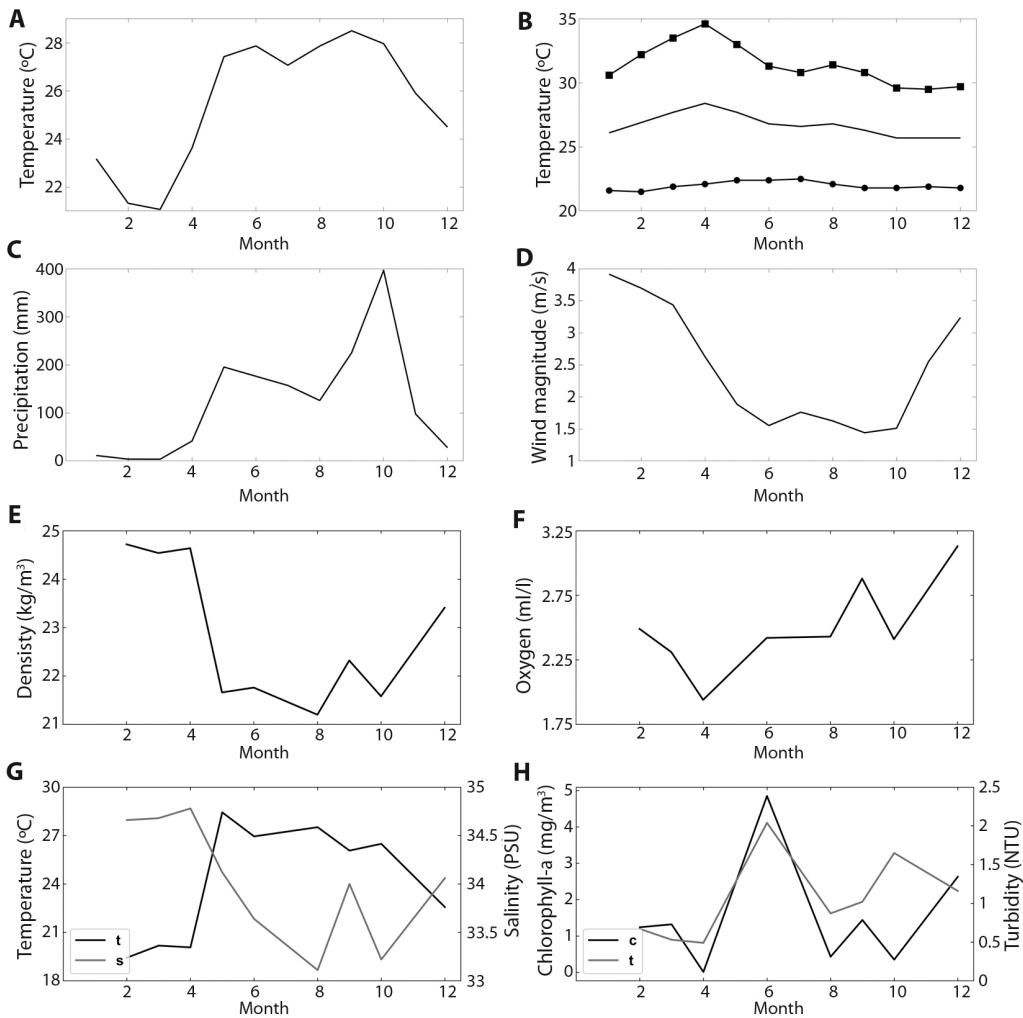 A
Temperature (ºC)
28
26
24
22
2 4 6 8 10 12
Month
B
Temperature (ºC)
35
30
25
20
2 4 6 8 10 12
Month
C
Precipitation (mm)
400
300
200
100
0
2 4 6 8 10 12
Month
D
Wind magnitude (m/s)
4
3.5
3
2.5
2
1.5
1
2 4 6 8 10 12
Month
E
Densisty (kg/m³)
25
24
23
22
21
2 4 6 8 10 12
Month
F
Oxygen (ml/l)
3.25
2.75
2.25
1.75
2 4 6 8 10 12
Month
G
Temperature (ºC)
30
27
24
21
18
t
s
2 4 6 8 10 12
Month
35
34.5
34
33.5
33
Salinity (PSU)
H
Chlorophyll-a (mg/m³)
5
4
3
2
1
0
c
t
2 4 6 8 10 12
Month
2.5
2
1.5
1
0.5
0
Turbidity (NTU)